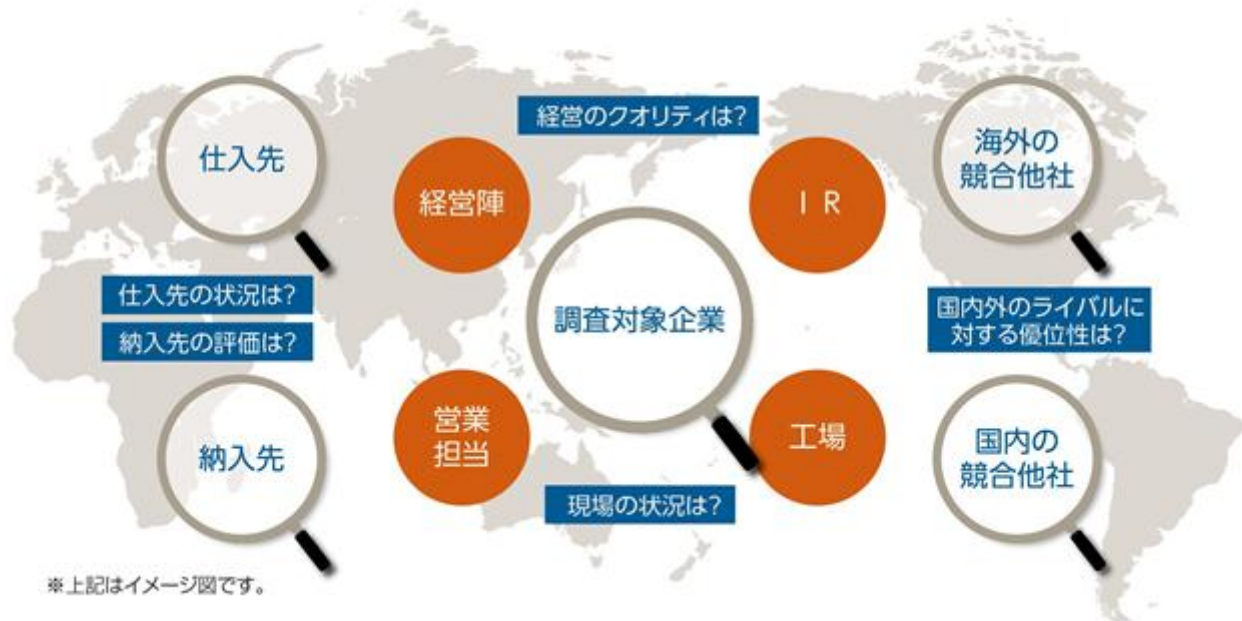 経営のクオリティは?
仕入先
経営陣
I R
海外の
競合他社
仕入先の状況は?
納入先の評価は?
調査対象企業
国内外のライバルに
対する優位性は?
納入先
営業
担当
工場
国内の
競合他社
現場の状況は?
※上記はイメージ図です。